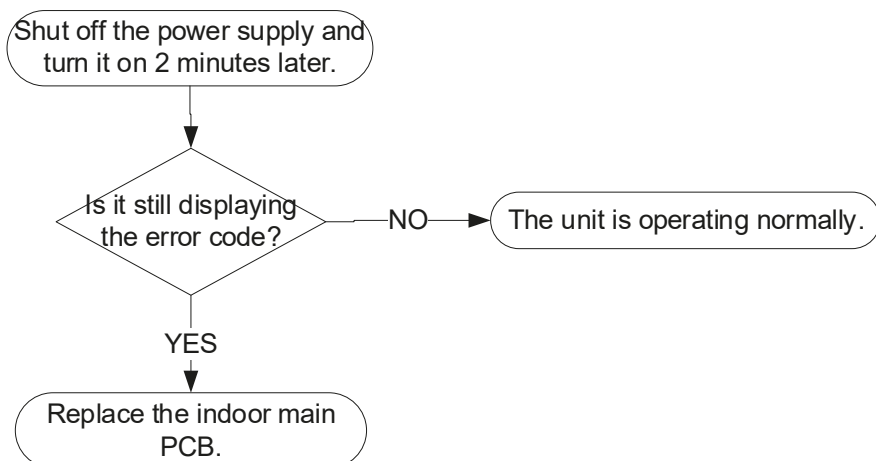 Shut off the power supply and
turn it on 2 minutes later.
Is it still displaying
the error code?
NO
The unit is operating normally.
YES
Replace the indoor main
PCB.